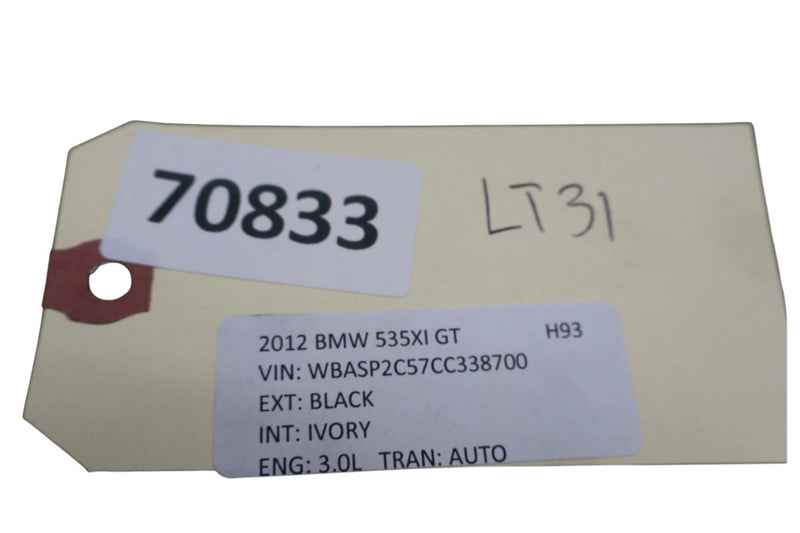 70833
LT31
2012 BMW 535XI GT H93
VIN: WBASP2C57CC338700
EXT: BLACK
INT: IVORY
ENG: 3.0L TRAN: AUTO